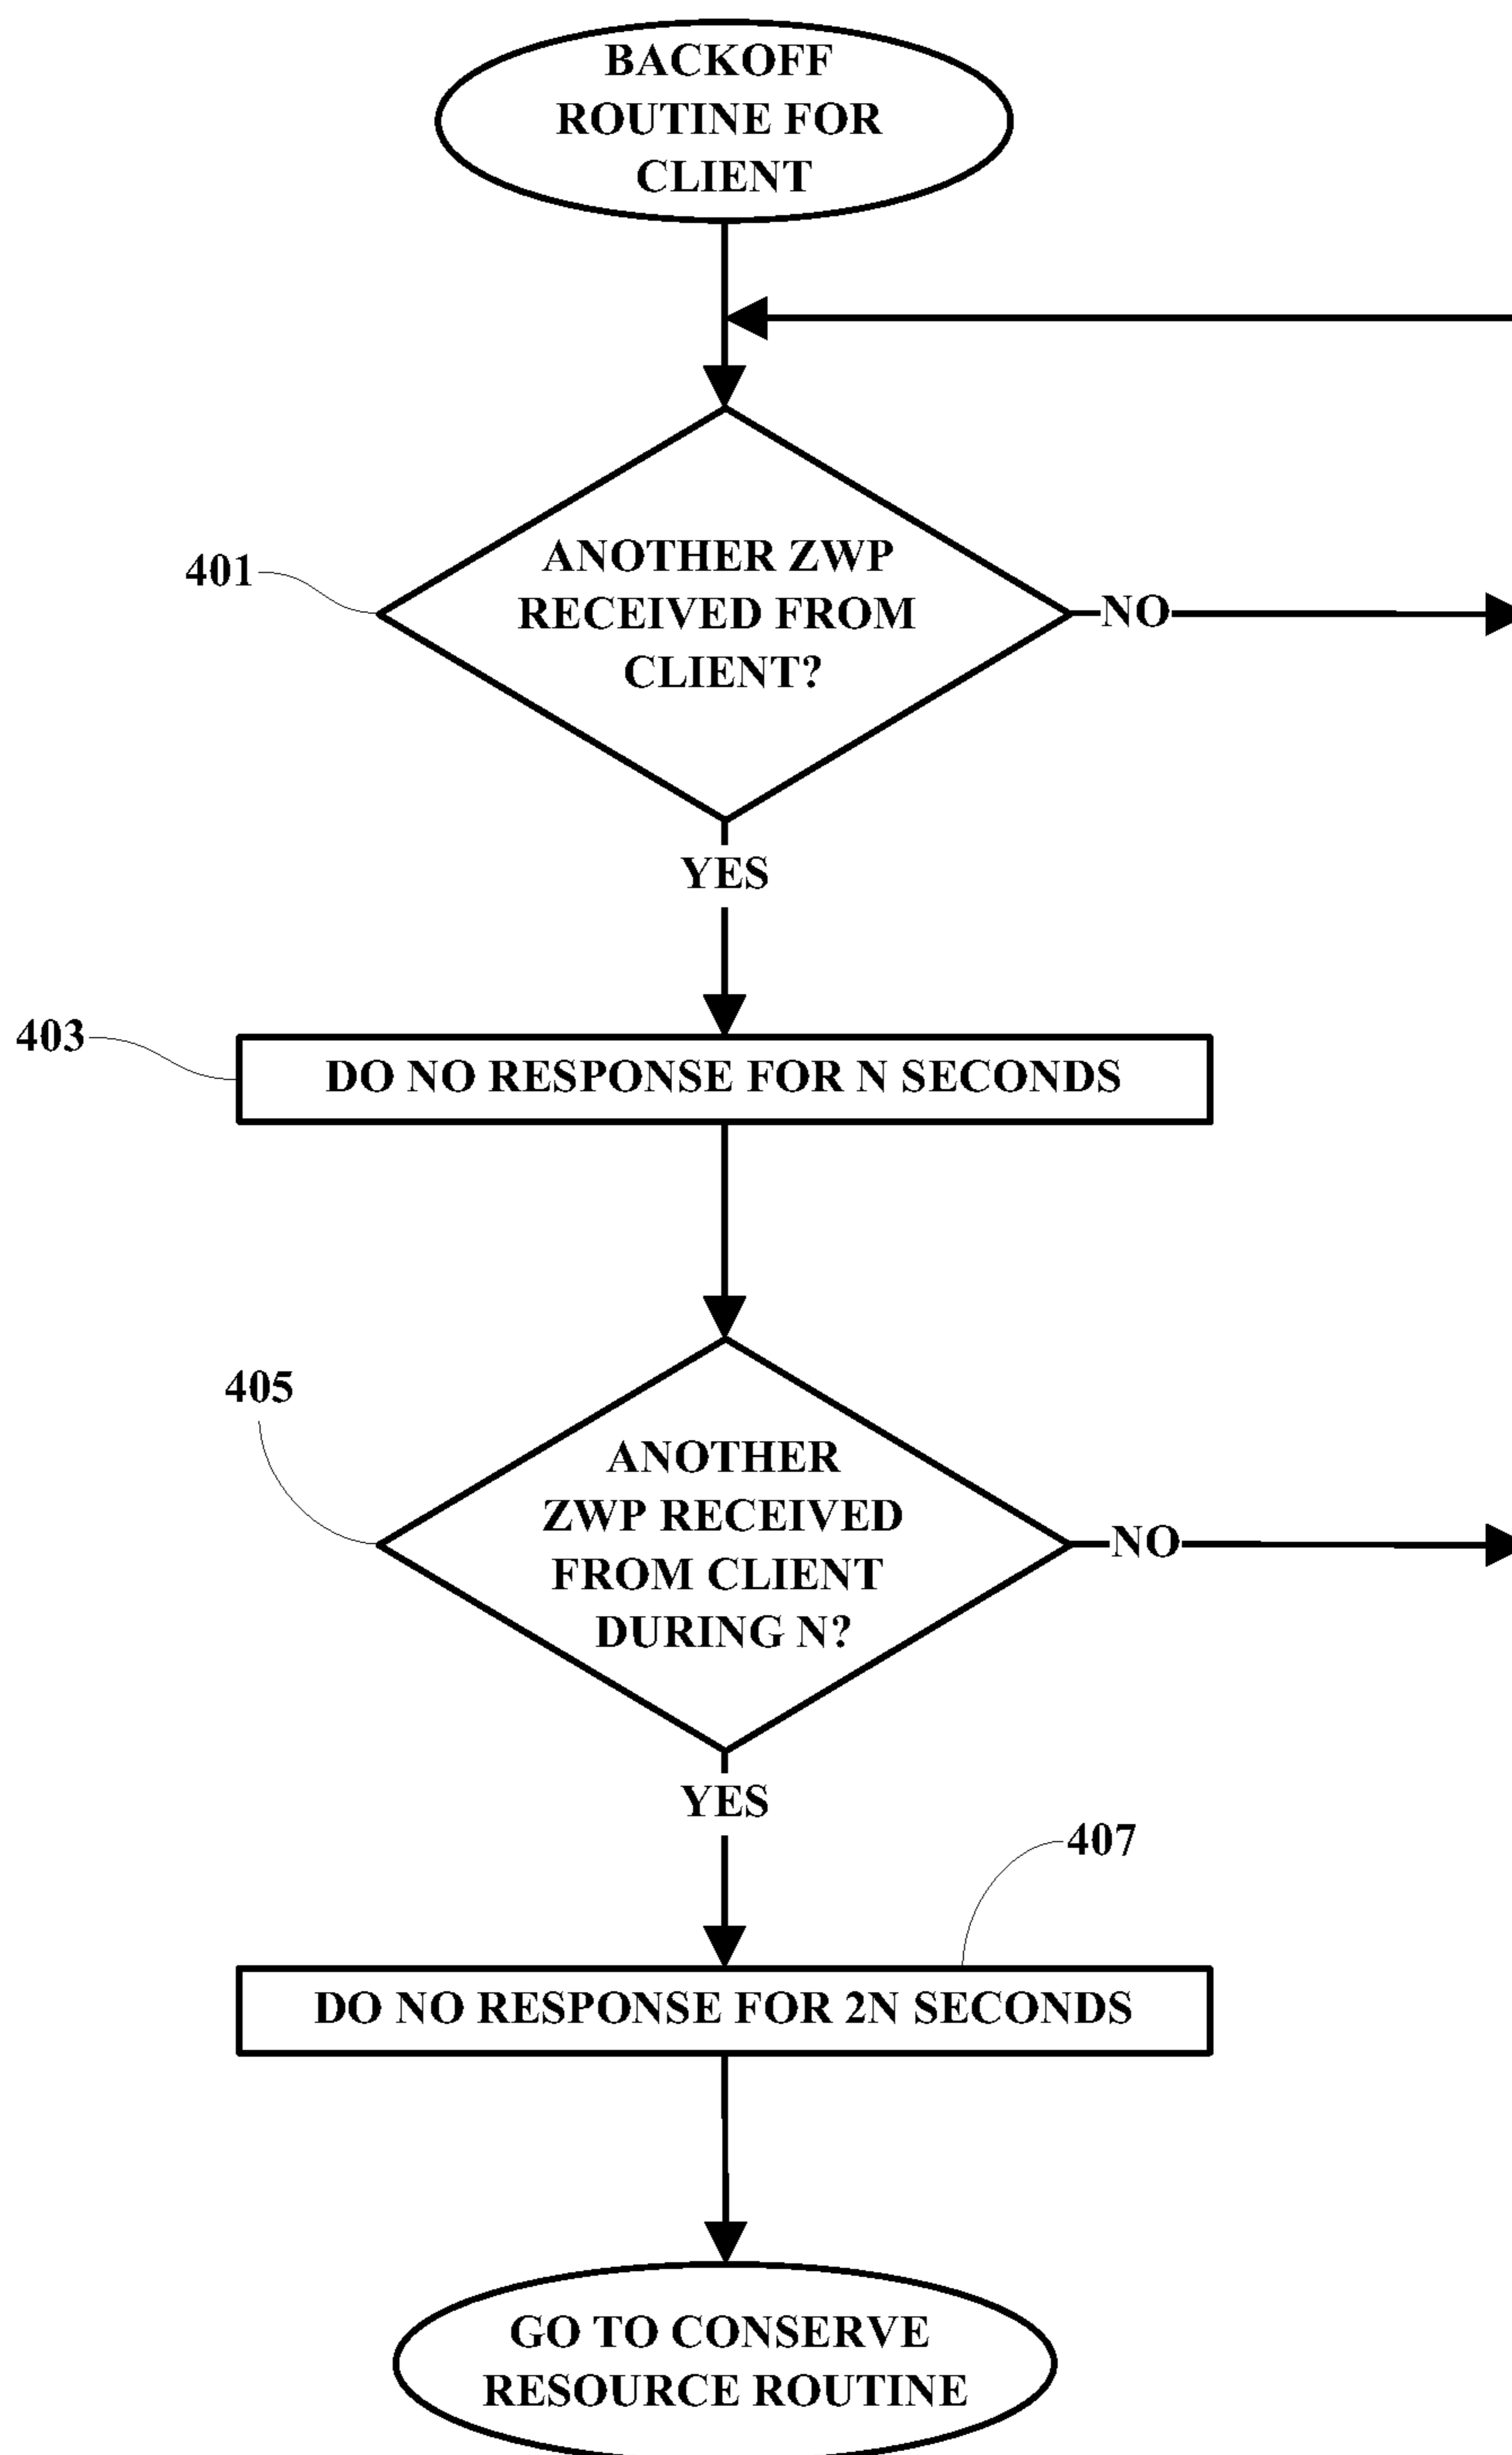 BACKOFF
ROUTINE FOR
CLIENT
401
ANOTHER ZWP
RECEIVED FROM
CLIENT?
NO
YES
403
DO NO RESPONSE FOR N SECONDS
405
ANOTHER
ZWP RECEIVED
FROM CLIENT
DURING N?
NO
YES
407
DO NO RESPONSE FOR 2N SECONDS
GO TO CONSERVE
RESOURCE ROUTINE